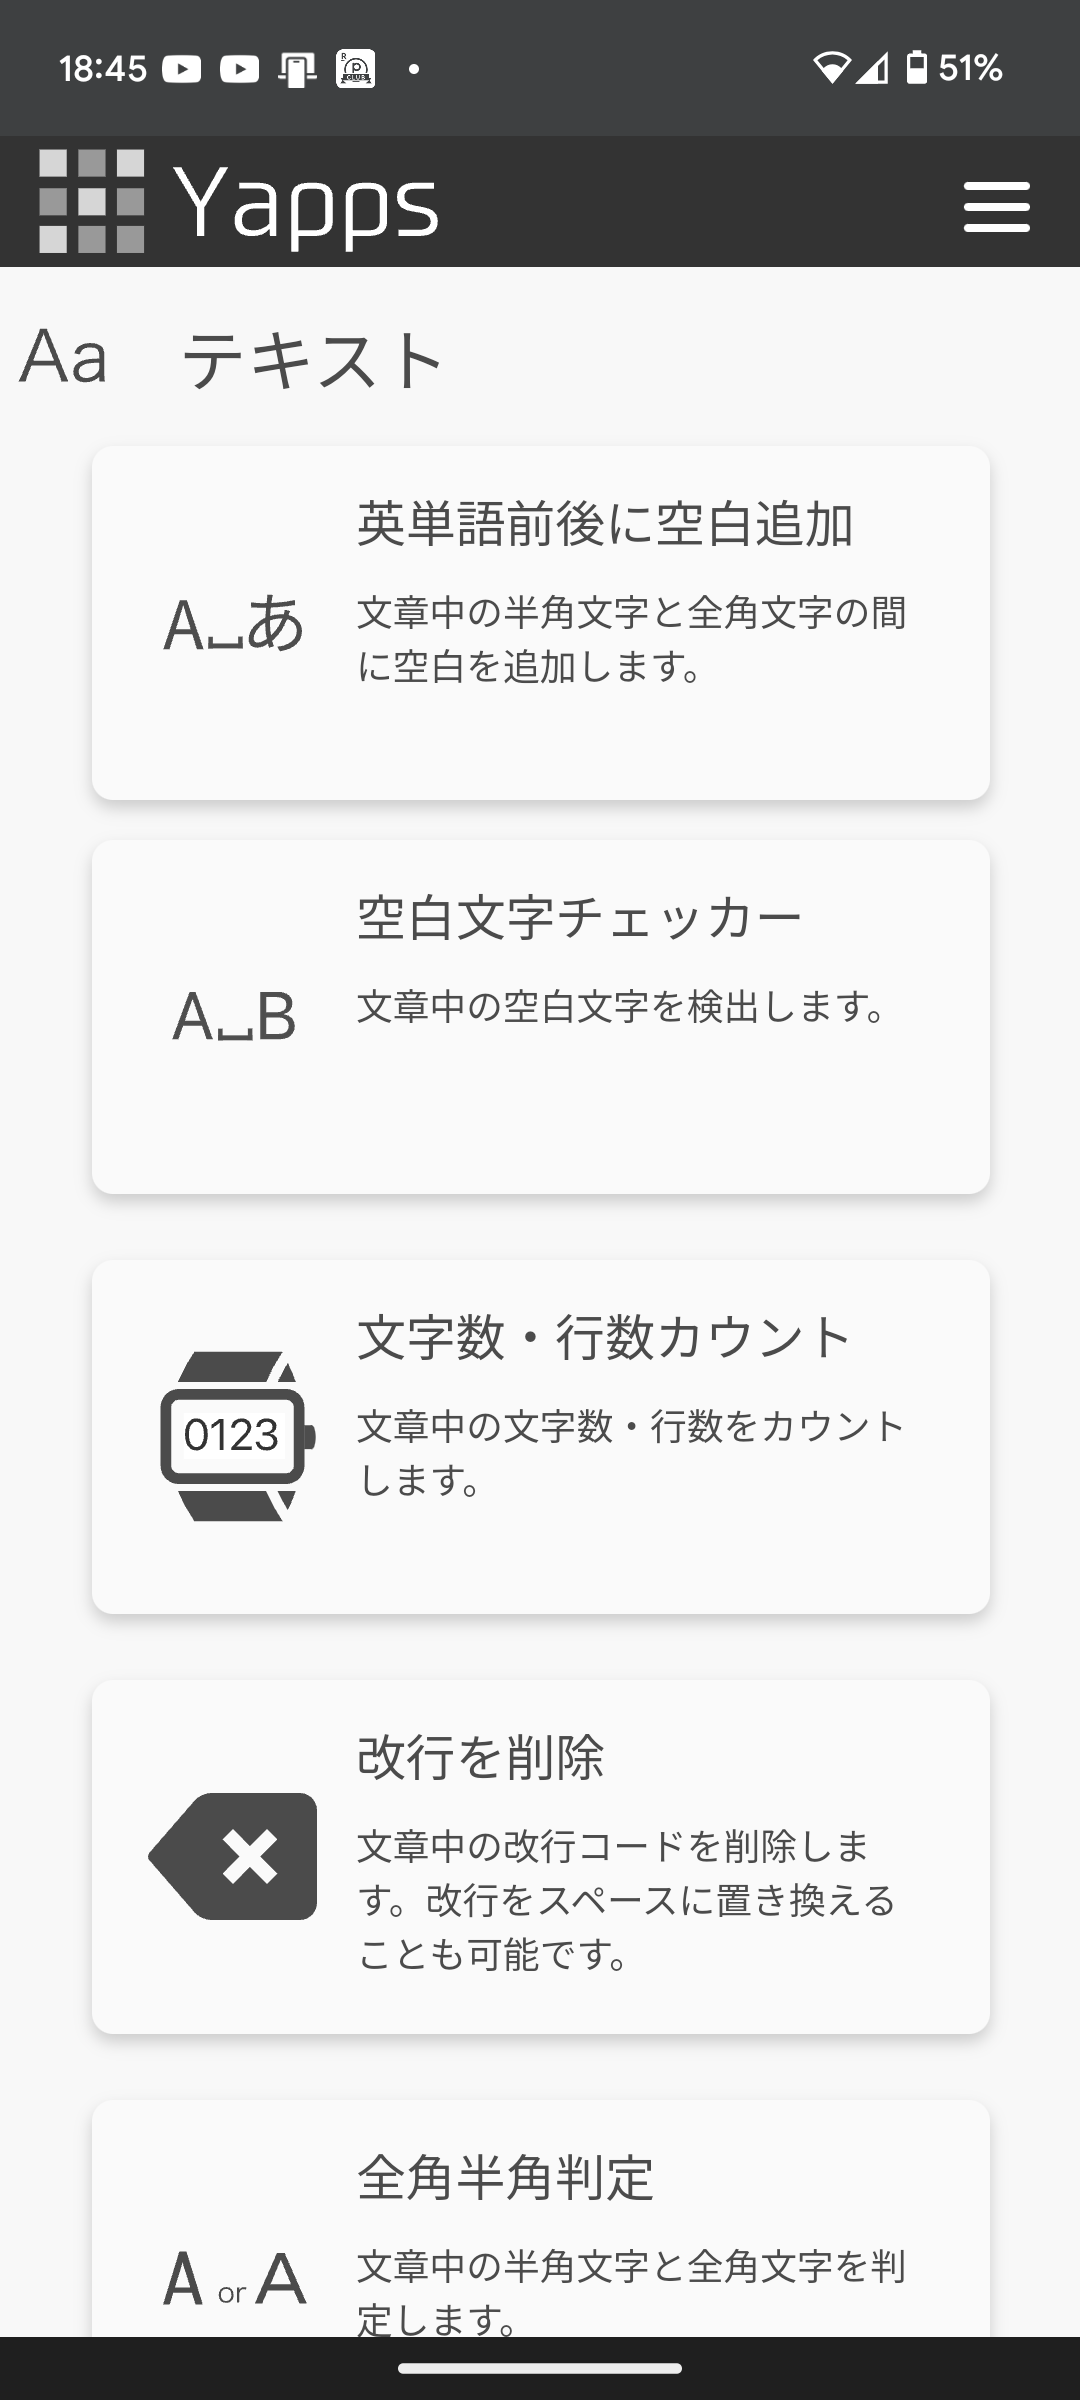 18:45
51%
Yapps
Aa テキスト
英単語前後に空白追加
A␣あ
文章中の半角文字と全角文字の間
に空白を追加します。
空白文字チェッカー
A␣B
文章中の空白文字を検出します。
文字数・行数カウント
0123
文章中の文字数・行数をカウント
します。
改行を削除
文章中の改行コードを削除しま
す。改行をスペースに置き換える
ことも可能です。
全角半角判定
A or A
文章中の半角文字と全角文字を判
定します。